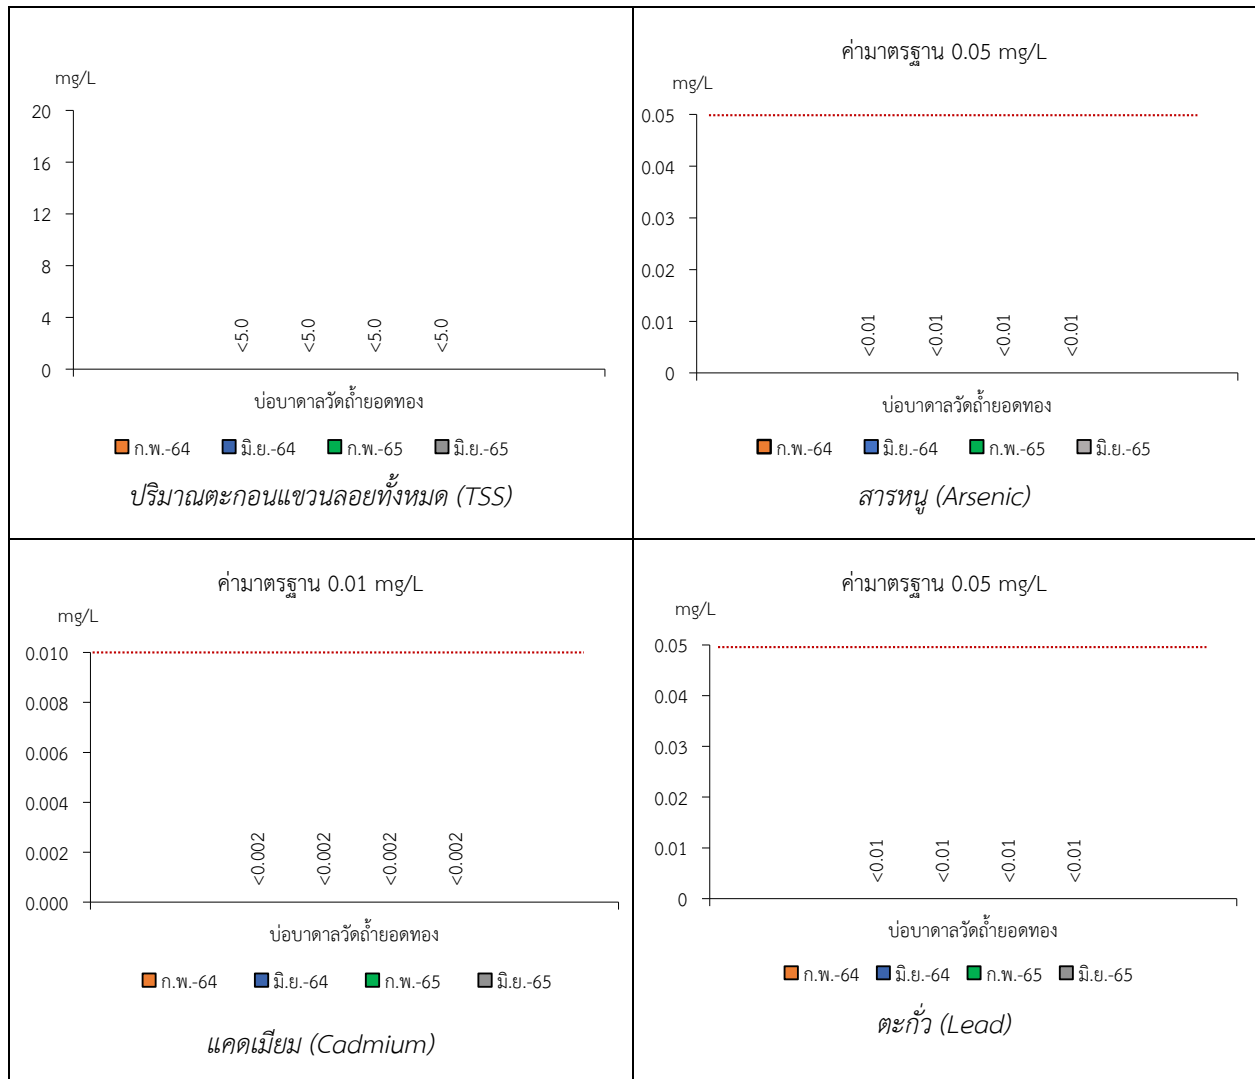 mg/L
20
16
12
8
4
0
<5.0 <5.0 <5.0 <5.0
บ่อบาดาลวัดถ้ำยอดทอง
ก.พ.-64 มิ.ย.-64 ก.พ.-65 มิ.ย.-65
ปริมาณตะกอนแขวนลอยทั้งหมด (TSS)
ค่ามาตรฐาน 0.05 mg/L
mg/L
0.05
0.04
0.03
0.02
0.01
0
<0.01 <0.01 <0.01 <0.01
บ่อบาดาลวัดถ้ำยอดทอง
ก.พ.-64 มิ.ย.-64 ก.พ.-65 มิ.ย.-65
สารหนู (Arsenic)
ค่ามาตรฐาน 0.01 mg/L
mg/L
0.010
0.008
0.006
0.004
0.002
0.000
<0.002 <0.002 <0.002 <0.002
บ่อบาดาลวัดถ้ำยอดทอง
ก.พ.-64 มิ.ย.-64 ก.พ.-65 มิ.ย.-65
แคดเมียม (Cadmium)
ค่ามาตรฐาน 0.05 mg/L
mg/L
0.05
0.04
0.03
0.02
0.01
0
<0.01 <0.01 <0.01 <0.01
บ่อบาดาลวัดถ้ำยอดทอง
ก.พ.-64 มิ.ย.-64 ก.พ.-65 มิ.ย.-65
ตะกั่ว (Lead)